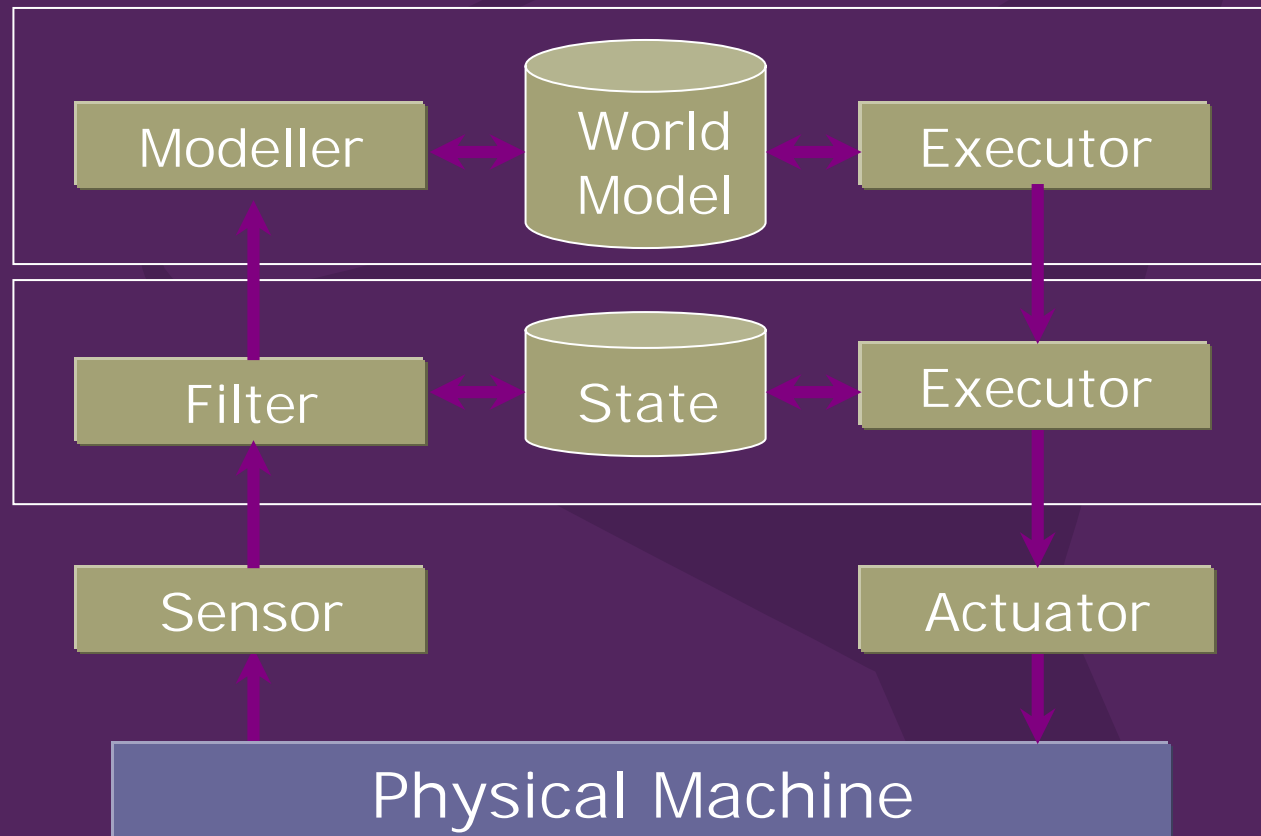 Modeller
World
Model
Executor
Filter
State
Executor
Sensor
Actuator
Physical Machine